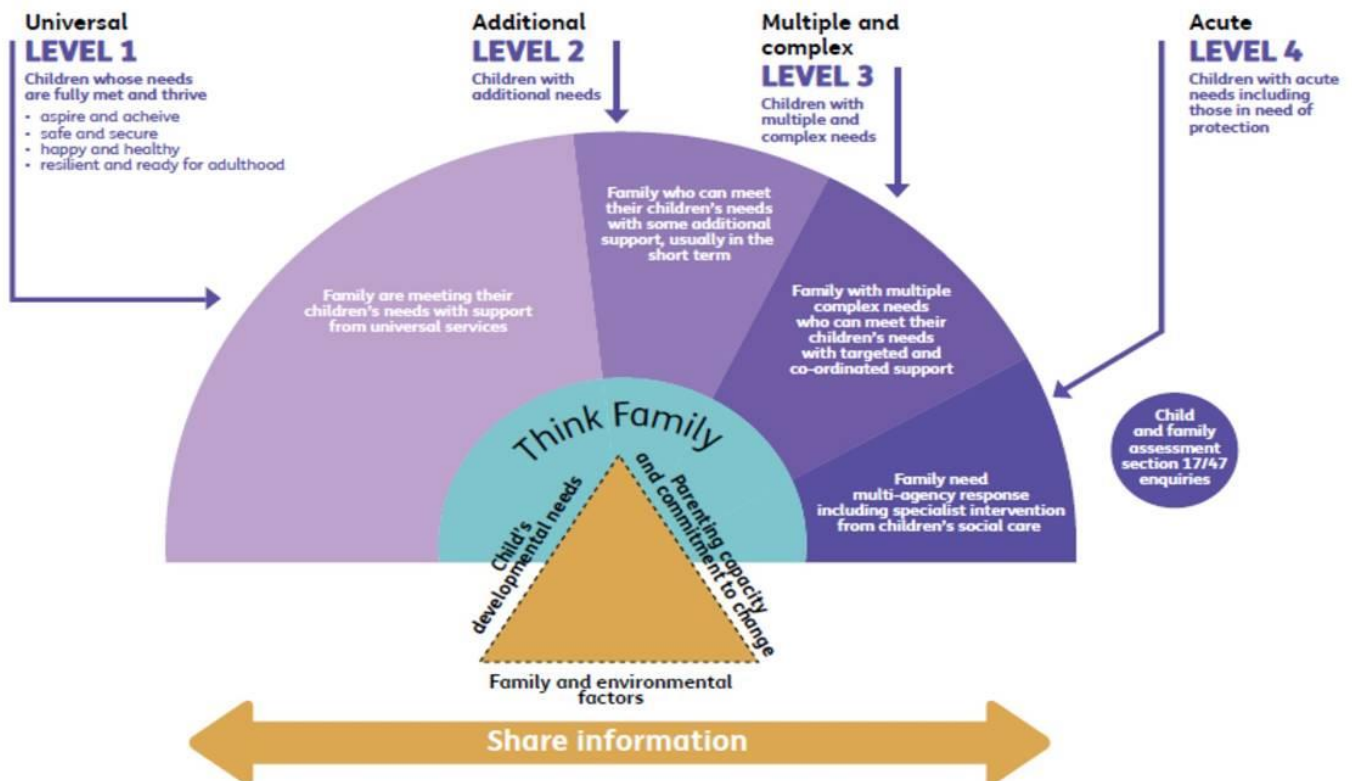 Universal
LEVEL 1
Children whose needs
are fully met and thrive
• aspire and acheive
• safe and secure
• happy and healthy
• resilient and ready for adulthood
Additional
LEVEL 2
Children with
additional needs
Multiple and
complex
LEVEL 3
Children with
multiple and
complex needs
Acute
LEVEL 4
Children with acute
needs including
those in need of
protection
Family are meeting their
children's needs with support
from universal services
Family who can meet
their children's needs
with some additional
support, usually in the
short term
Family with multiple
complex needs
who can meet their
children's needs
with targeted and
co-ordinated support
Family need
multi-agency response
including specialist intervention
from children's social care
Child
and family
assessment
section 17/47
enquiries
Think Family
Child's
developmental needs
Parenting capacity
and commitment to change
Family and environmental
factors
Share information